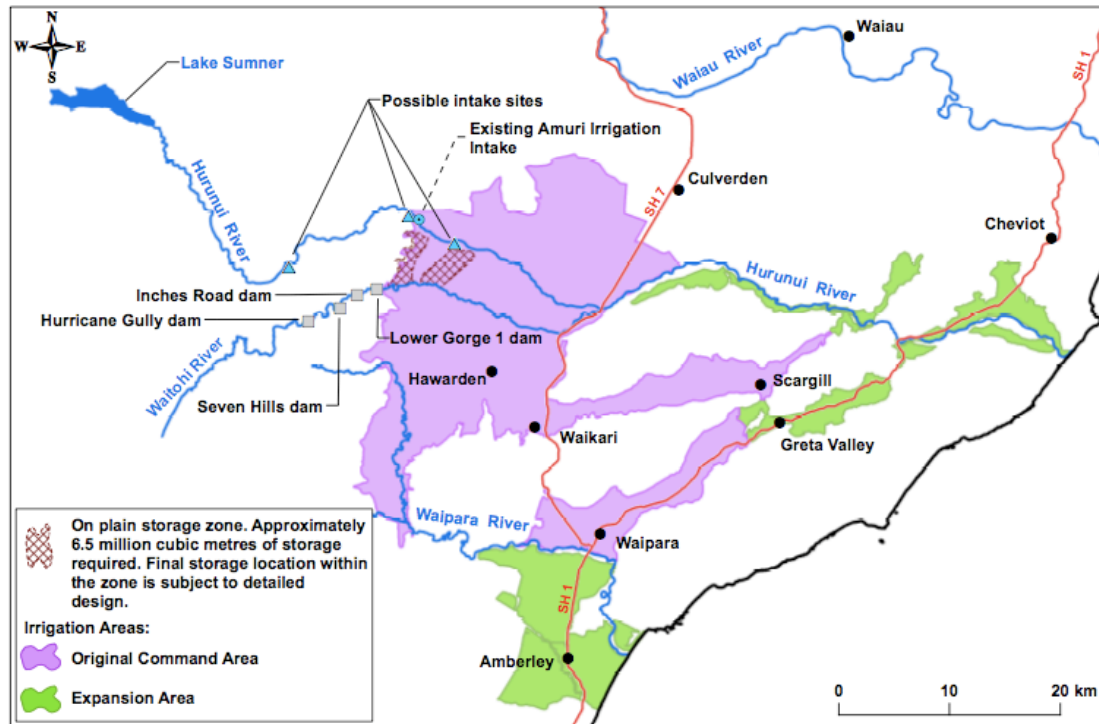 N
W E
S
Lake Sumner
Possible intake sites
Existing Amuri Irrigation
Intake
Waiau
Waiau River
SH 1
Hurunui River
SH 7
Culverden
Cheviot
Inches Road dam
Hurricane Gully dam
Hurunui River
Lower Gorge 1 dam
Waitohi River
Hawarden
Seven Hills dam
Scargill
Waikari
Greta Valley
Waipara River
Waipara
SH 1
Amberley
On plain storage zone. Approximately
6.5 million cubic metres of storage
required. Final storage location within
the zone is subject to detailed
design.
Irrigation Areas:
Original Command Area
Expansion Area
0 10 20 km